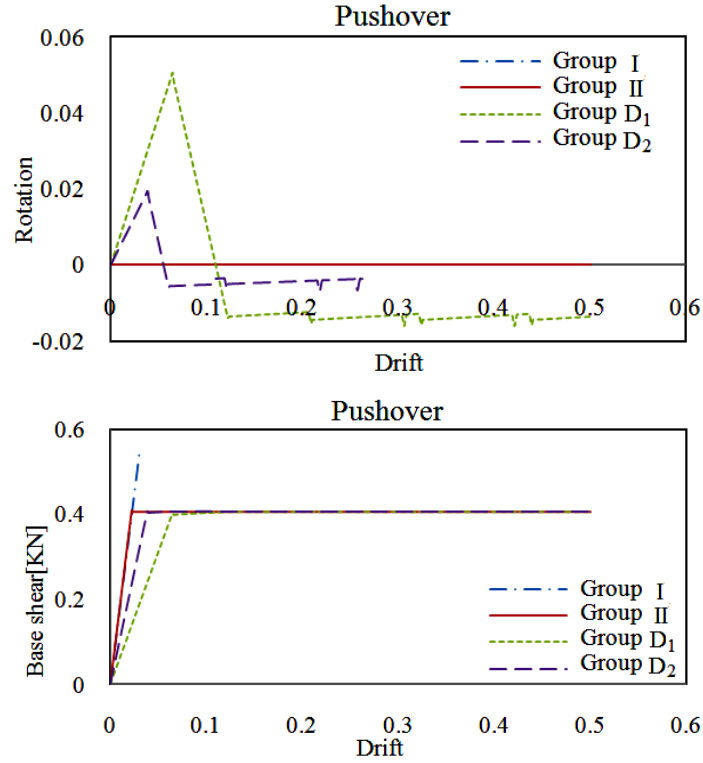 Pushover
0.06
0.04
0.02
0
-0.02
Rotation
Group I
Group II
Group D₁
Group D₂
0 0.1 0.2 0.3 0.4 0.5 0.6
Drift
Pushover
0.6
0.4
0.2
0
Base shear[KN]
Group I
Group II
Group D₁
Group D₂
0 0.1 0.2 0.3 0.4 0.5 0.6
Drift